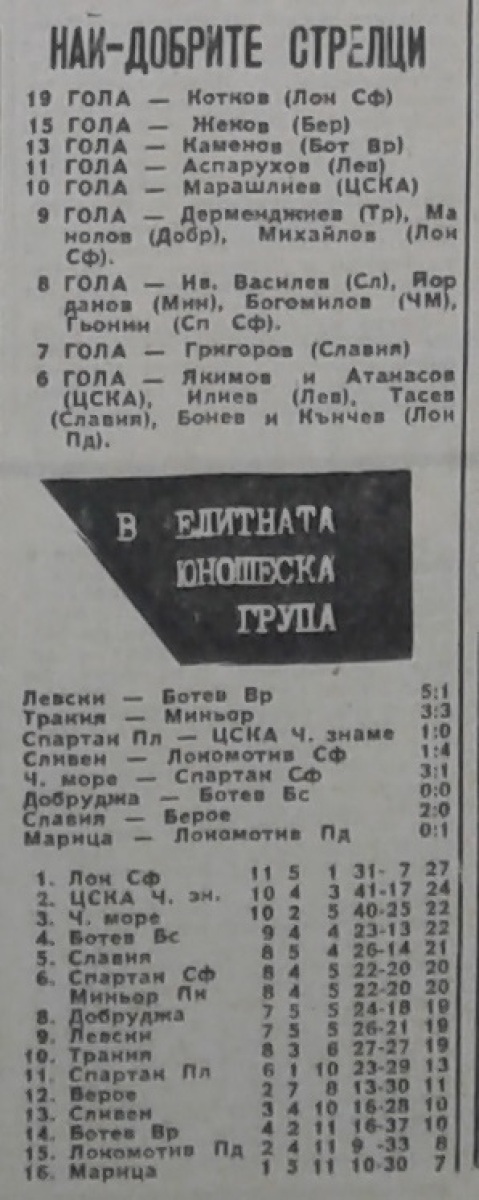 НАЙ-ДОБРИТЕ СТРЕЛЦИ
19 ГОЛА — Котков (Лок Сф)
15 ГОЛА — Жеков (Бер)
13 ГОЛА — Каменов (Бот Вр)
11 ГОЛА — Аспарухов (Лев)
10 ГОЛА — Марашлиев (ЦСКА)
9 ГОЛА — Дерменджиев (Тр), Ма
нолов (Добр), Михайлов (Лок
Сф).
8 ГОЛА — Ив. Василев (Сл), Йор
данов (Мин), Богомилов (ЧМ),
Гьонин (Сп Сф).
7 ГОЛА — Григоров (Славия)
6 ГОЛА — Якимов и Атанасов
(ЦСКА), Илиев (Лев), Тасев
(Славия), Бонев и Кънчев (Лок
Пд).
В ЕЛИТНАТА
ЮНОШЕСКА
ГРУПА
Левски — Ботев Вр 5:1
Тракия — Миньор 3:3
Спартак Пл — ЦСКА Ч. знаме 1:0
Сливен — Локомотив Сф 1:4
Ч. море — Спартак Сф 3:1
Добруджа — Ботев Бс 0:0
Славия — Берое 2:0
Марица — Локомотив Пд 0:1
1. Лок Сф 11 5 1 31- 7 27
2. ЦСКА Ч. зн. 10 4 3 41-17 24
3. Ч. море 10 2 5 40-25 22
4. Ботев Бс 9 4 4 23-13 22
5. Славия 8 5 4 26-14 21
6. Спартак Сф 8 4 5 22-20 20
Миньор Пк 8 4 5 22-20 20
8. Добруджа 7 5 5 24-18 19
9. Левски 7 5 5 26-21 19
10. Тракия 8 3 6 27-27 19
11. Спартак Пл 6 1 10 23-29 13
12. Берое 2 7 8 13-30 11
13. Сливен 3 4 10 16-28 10
14. Ботев Вр 4 2 11 16-37 10
15. Локомотив Пд 2 4 11 9 -33 8
16. Марица 1 5 11 10-30 7